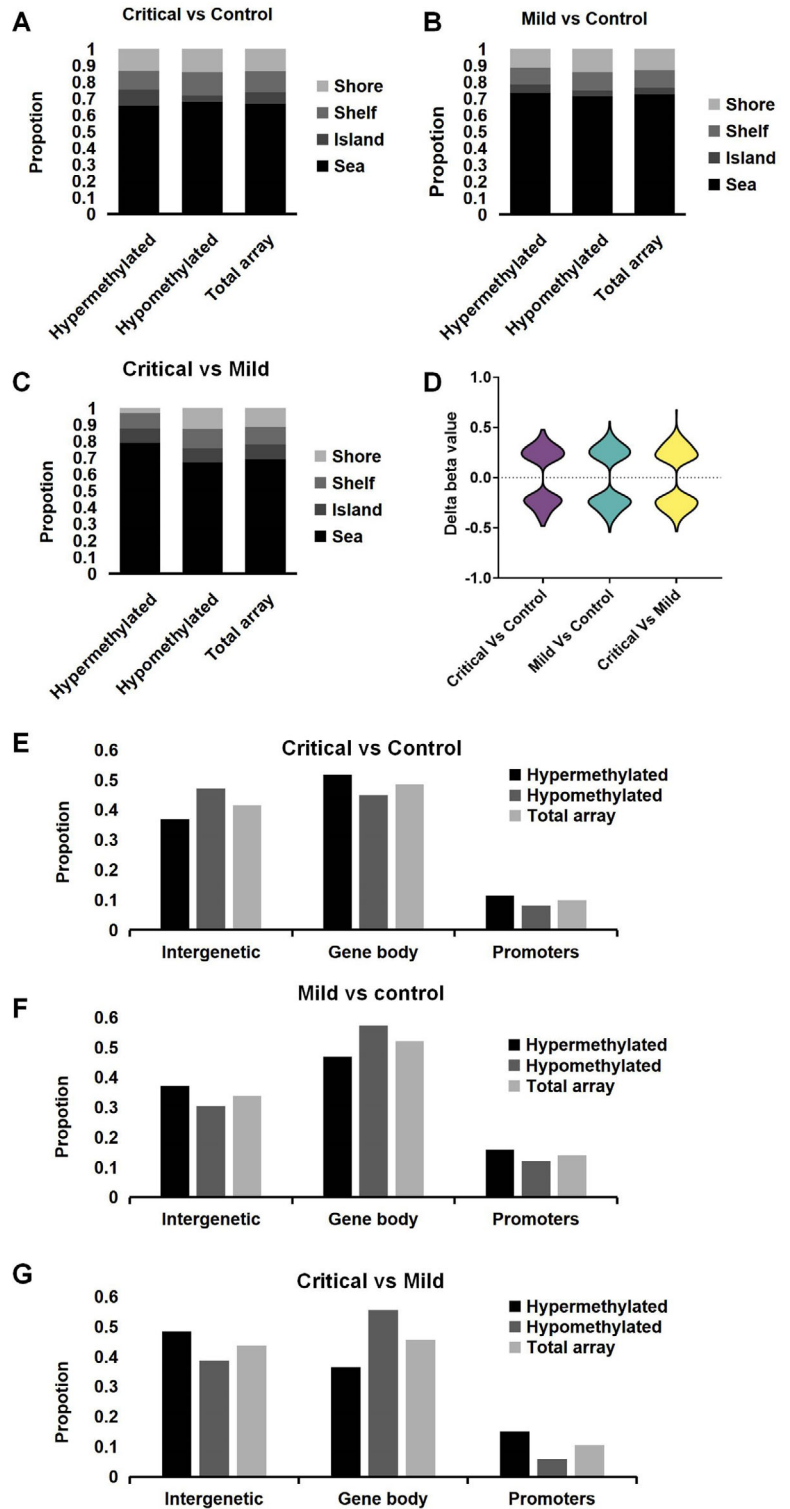 A
Critical vs Control
Propotion
1
0.9
0.8
0.7
0.6
0.5
0.4
0.3
0.2
0.1
0
Shore
Shelf
Island
Sea
Hypermethylated
Hypomethylated
Total array
B
Mild vs Control
Propotion
1
0.9
0.8
0.7
0.6
0.5
0.4
0.3
0.2
0.1
0
Shore
Shelf
Island
Sea
Hypermethylated
Hypomethylated
Total array
C
Critical vs Mild
Propotion
1
0.9
0.8
0.7
0.6
0.5
0.4
0.3
0.2
0.1
0
Shore
Shelf
Island
Sea
Hypermethylated
Hypomethylated
Total array
D
Delta beta value
1.0
0.5
0.0
-0.5
-1.0
Critical Vs Control
Mild Vs Control
Critical Vs Mild
E
Critical vs Control
Propotion
0.6
0.5
0.4
0.3
0.2
0.1
0
Hypermethylated
Hypomethylated
Total array
Intergenetic Gene body Promoters
F
Mild vs control
Propotion
0.6
0.5
0.4
0.3
0.2
0.1
0
Hypermethylated
Hypomethylated
Total array
Intergenetic Gene body Promoters
G
Critical vs Mild
Propotion
0.6
0.5
0.4
0.3
0.2
0.1
0
Hypermethylated
Hypomethylated
Total array
Intergenetic Gene body Promoters